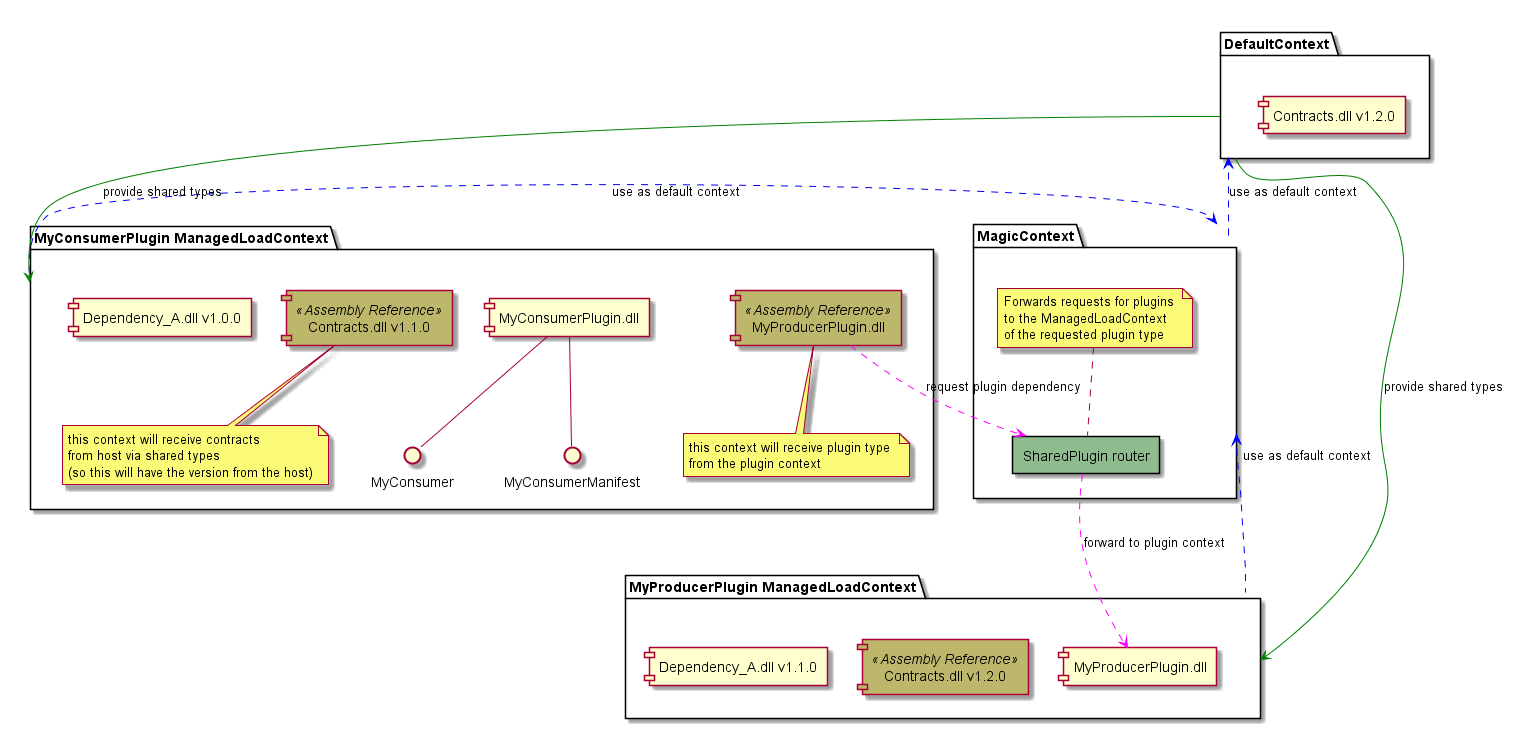 DefaultContext
Contracts.dll v1.2.0
provide shared types
use as default context
use as default context
MyConsumerPlugin ManagedLoadContext
Dependency_A.dll v1.0.0
«Assembly Reference»
Contracts.dll v1.1.0
MyConsumerPlugin.dll
«Assembly Reference»
MyProducerPlugin.dll
this context will receive contracts
from host via shared types
(so this will have the version from the host)
MyConsumer
MyConsumerManifest
this context will receive plugin type
from the plugin context
MagicContext
Forwards requests for plugins
to the ManagedLoadContext
of the requested plugin type
request plugin dependency
provide shared types
SharedPlugin router
use as default context
forward to plugin context
MyProducerPlugin ManagedLoadContext
Dependency_A.dll v1.1.0
«Assembly Reference»
Contracts.dll v1.2.0
MyProducerPlugin.dll